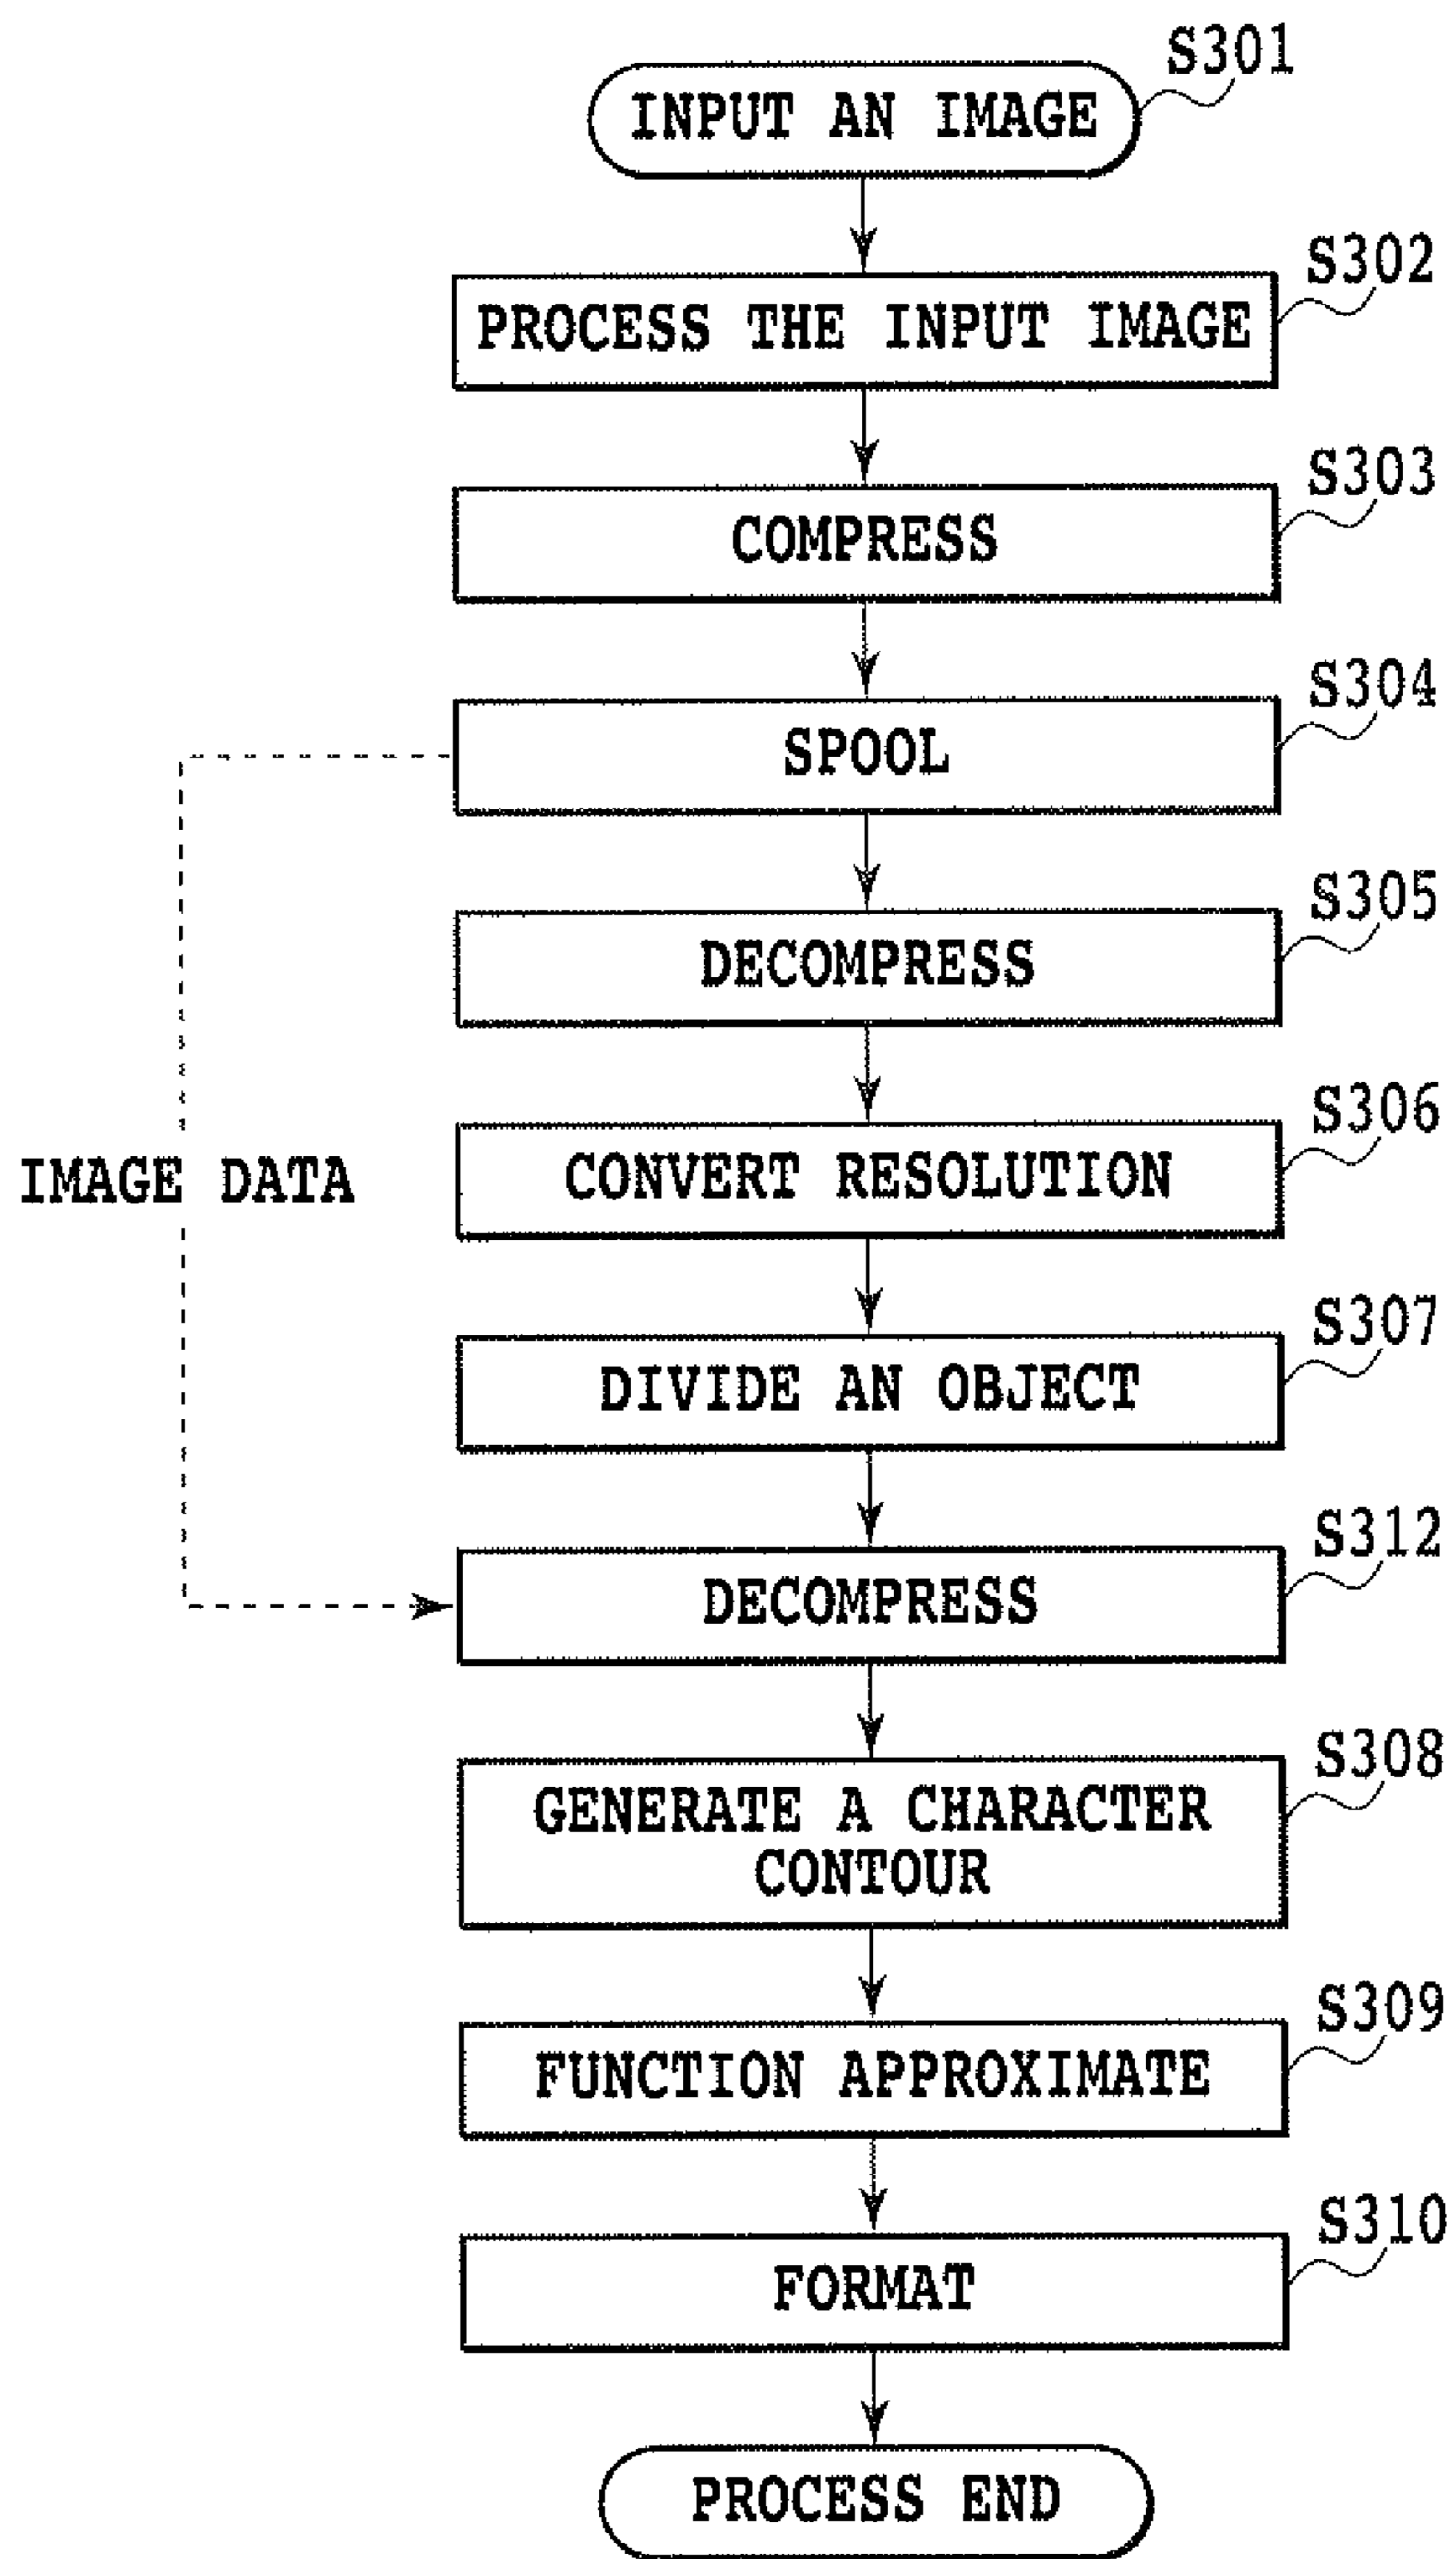 S301
INPUT AN IMAGE
S302
PROCESS THE INPUT IMAGE
S303
COMPRESS
S304
SPOOL
S305
DECOMPRESS
S306
CONVERT RESOLUTION
IMAGE DATA
S307
DIVIDE AN OBJECT
S312
DECOMPRESS
S308
GENERATE A CHARACTER
CONTOUR
S309
FUNCTION APPROXIMATE
S310
FORMAT
PROCESS END